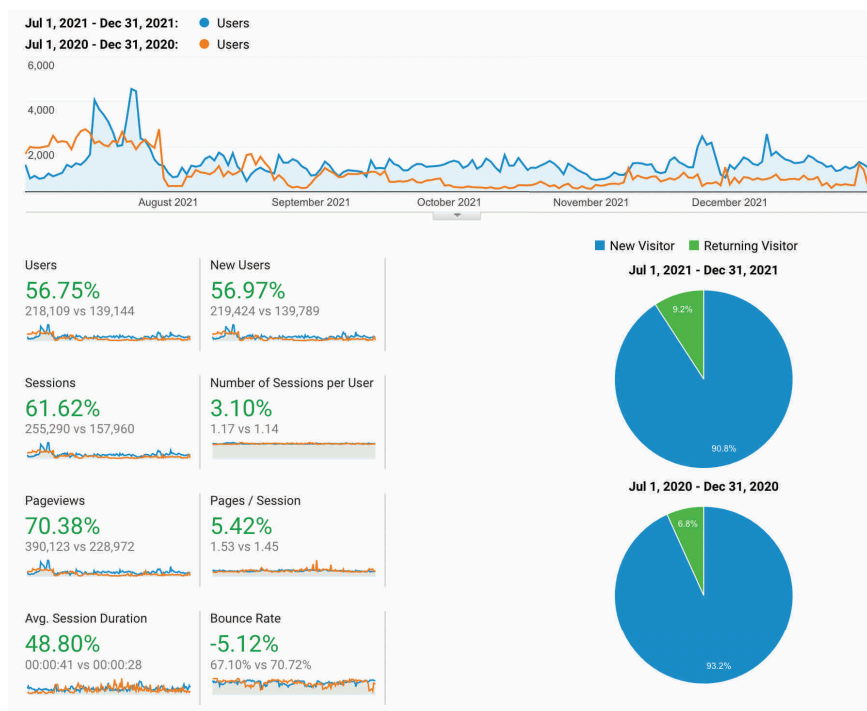 Jul 1, 2021 - Dec 31, 2021: Users
Jul 1, 2020 - Dec 31, 2020: Users
6,000
4,000
2,000
August 2021 September 2021 October 2021 November 2021 December 2021
Users
56.75%
218,109 vs 139,144
New Users
56.97%
219,424 vs 139,789
Sessions
61.62%
255,290 vs 157,960
Number of Sessions per User
3.10%
1.17 vs 1.14
Pageviews
70.38%
390,123 vs 228,972
Pages / Session
5.42%
1.53 vs 1.45
Avg. Session Duration
48.80%
00:00:41 vs 00:00:28
Bounce Rate
-5.12%
67.10% vs 70.72%
New Visitor Returning Visitor
Jul 1, 2021 - Dec 31, 2021
9.2%
90.8%
Jul 1, 2020 - Dec 31, 2020
6.8%
93.2%